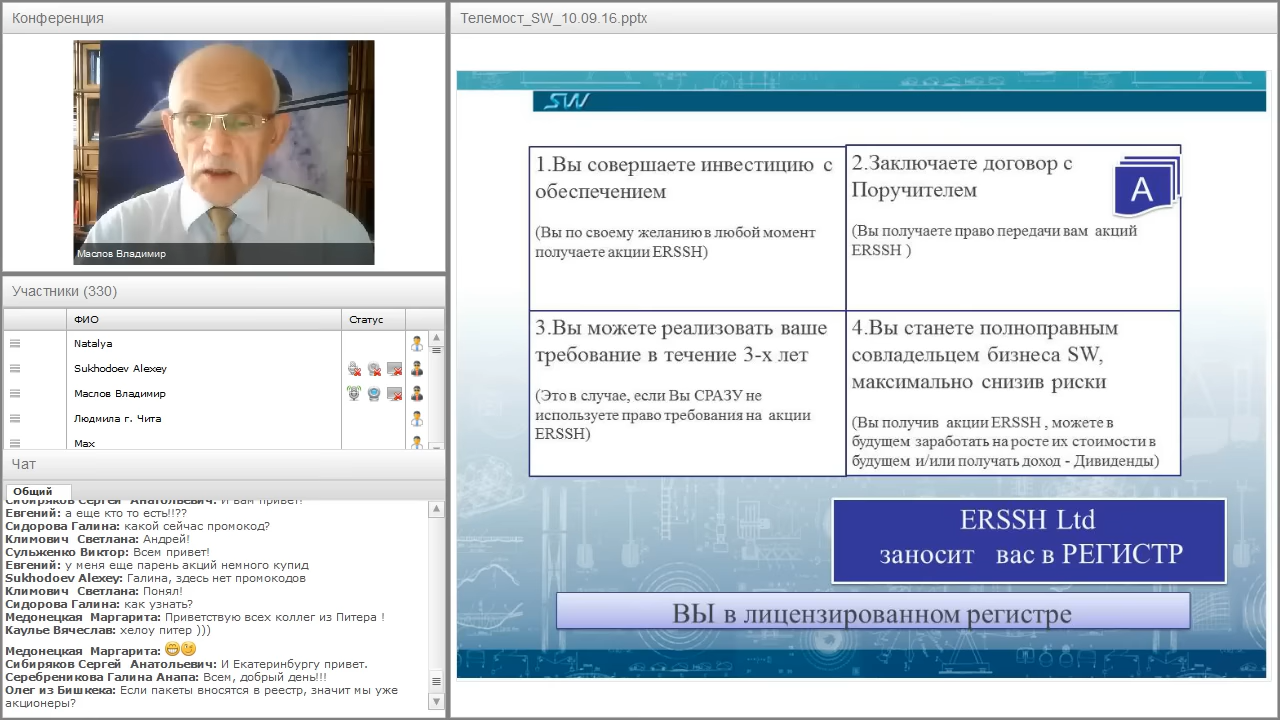 Конференция
Маслов Владимир
Участники (330)
ФИО
Статус
Natalya
Sukhodoev Alexey
Маслов Владимир
Людмила г. Чита
Max
Чат
Общий
Сибиряков Сергей Анатольевич: И вам привет!
Евгений: а еще кто то есть!!??
Сидорова Галина: какой сейчас промокод?
Климович Светлана: Андрей!
Сульженко Виктор: Всем привет!
Евгений: у меня еще парень акций немного купид
Sukhodoev Alexey: Галина, здесь нет промокодов
Климович Светлана: Понял!
Сидорова Галина: как узнать?
Медонецкая Маргарита: Приветствую всех коллег из Питера !
Каулье Вячеслав: хелоу питер )))
Медонецкая Маргарита:
Сибиряков Сергей Анатольевич: И Екатеринбургу привет.
Серебреникова Галина Анапа: Всем, добрый день!!!
Олег из Бишкека: Если пакеты вносятся в реестр, значит мы уже
акционеры?
Телемост_SW_10.09.16.pptx
SW
1.Вы совершаете инвестицию с
обеспечением
(Вы по своему желанию в любой момент
получаете акции ERSSH)
2.Заключаете договор с
Поручителем
A
(Вы получаете право передачи вам акций
ERSSH )
3.Вы можете реализовать ваше
требование в течение 3-х лет
(Это в случае, если Вы СРАЗУ не
используете право требования на акции
ERSSH)
4.Вы станете полноправным
совладельцем бизнеса SW,
максимально снизив риски
(Вы получив акции ERSSH , можете в
будущем заработать на росте их стоимости в
будущем и/или получать доход - Дивиденды)
ERSSH Ltd
заносит вас в РЕГИСТР
ВЫ в лицензированном регистре